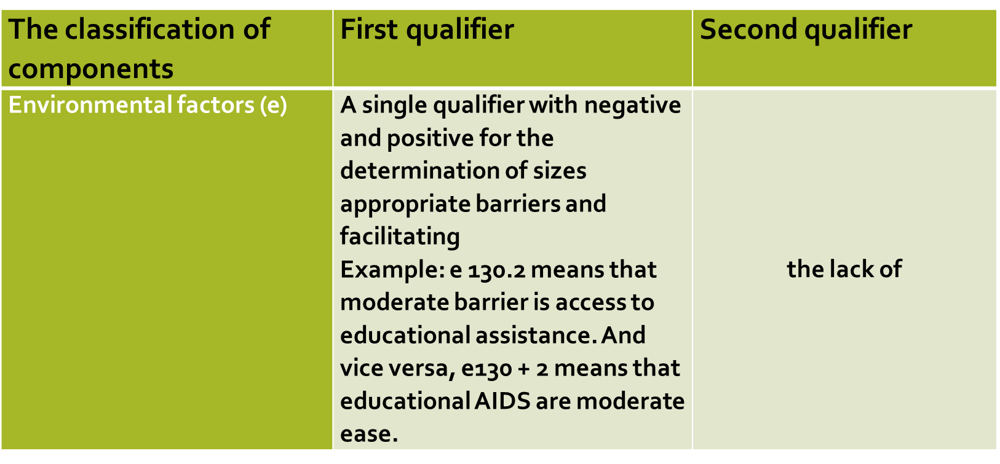 The classification of
components
First qualifier
Second qualifier
Environmental factors (e)
A single qualifier with negative
and positive for the
determination of sizes
appropriate barriers and
facilitating
Example: e 130.2 means that
moderate barrier is access to
educational assistance. And
vice versa, e130 + 2 means that
educational AIDS are moderate
ease.
the lack of